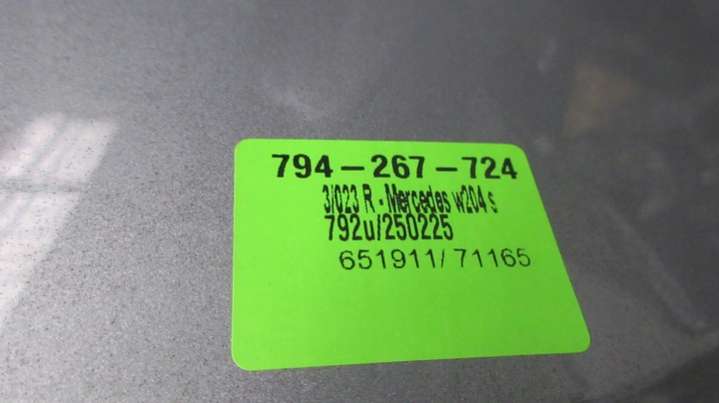 794-267-724
3/023 R - Mercedes w204 s
792u/250225
651911/ 71165